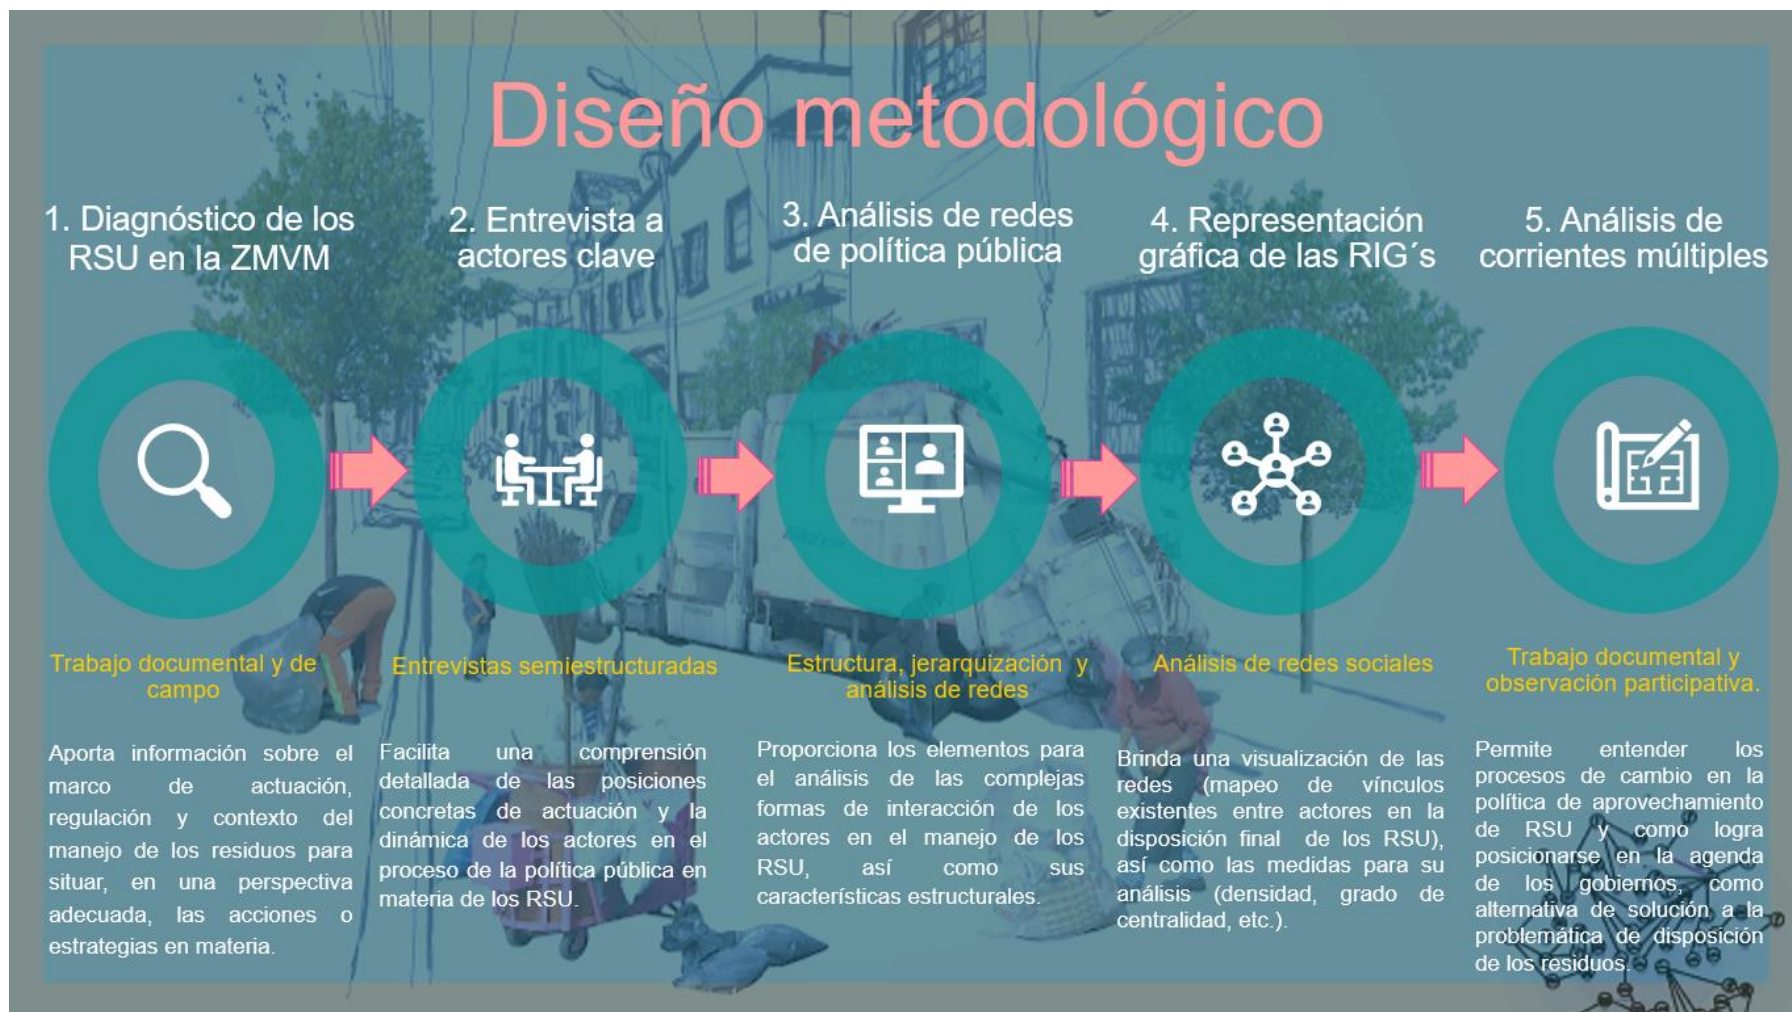 Diseño metodológico
1. Diagnóstico de los
RSU en la ZMVM
2. Entrevista a
actores clave
3. Análisis de redes
de política pública
4. Representación
gráfica de las RIG´s
5. Análisis de
corrientes múltiples
Trabajo documental y de
campo
Entrevistas semiestructuradas
Estructura, jerarquización y
análisis de redes
Análisis de redes sociales
Trabajo documental y
observación participativa.
Aporta información sobre el
marco de actuación,
regulación y contexto del
manejo de los residuos para
situar, en una perspectiva
adecuada, las acciones o
estrategias en materia.
Facilita una comprensión
detallada de las posiciones
concretas de actuación y la
dinámica de los actores en el
proceso de la política pública en
materia de los RSU.
Proporciona los elementos para
el análisis de las complejas
formas de interacción de los
actores en el manejo de los
RSU, así como sus
características estructurales.
Brinda una visualización de las
redes (mapeo de vínculos
existentes entre actores en la
disposición final de los RSU),
así como las medidas para su
análisis (densidad, grado de
centralidad, etc.).
Permite entender los
procesos de cambio en la
política de aprovechamiento
de RSU y como logra
posicionarse en la agenda
de los gobiernos, como
alternativa de solución a la
problemática de disposición
de los residuos.